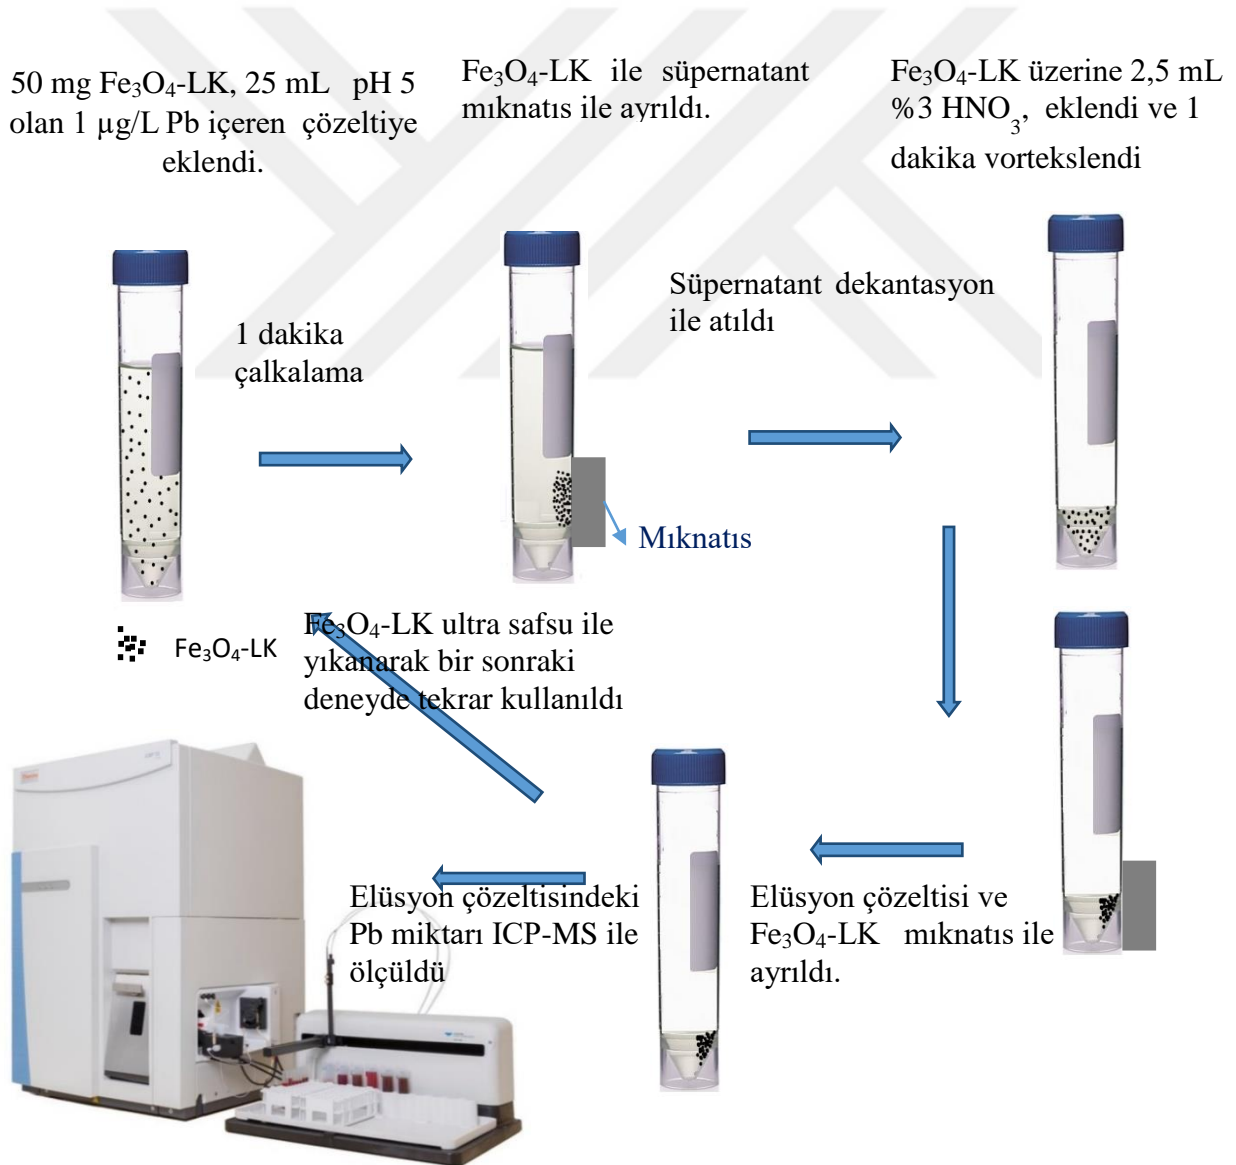 50 mg Fe₃O₄-LK, 25 mL pH 5
olan 1 µg/L Pb içeren çözeltiye
eklendi.
Fe₃O₄-LK ile süpernatant
mıknatıs ile ayrıldı.
Fe₃O₄-LK üzerine 2,5 mL
%3 HNO₃, eklendi ve 1
dakika vortekslendi
1 dakika
çalkalama
Süpernatant dekantasyon
ile atıldı
Mıknatıs
Fe₃O₄-LK
Fe₃O₄-LK ultra safsu ile
yıkanarak bir sonraki
deneyde tekrar kullanıldı
Elüsyon çözeltisi ve
Fe₃O₄-LK mıknatıs ile
ayrıldı.
Elüsyon çözeltisindeki
Pb miktarı ICP-MS ile
ölçüldü